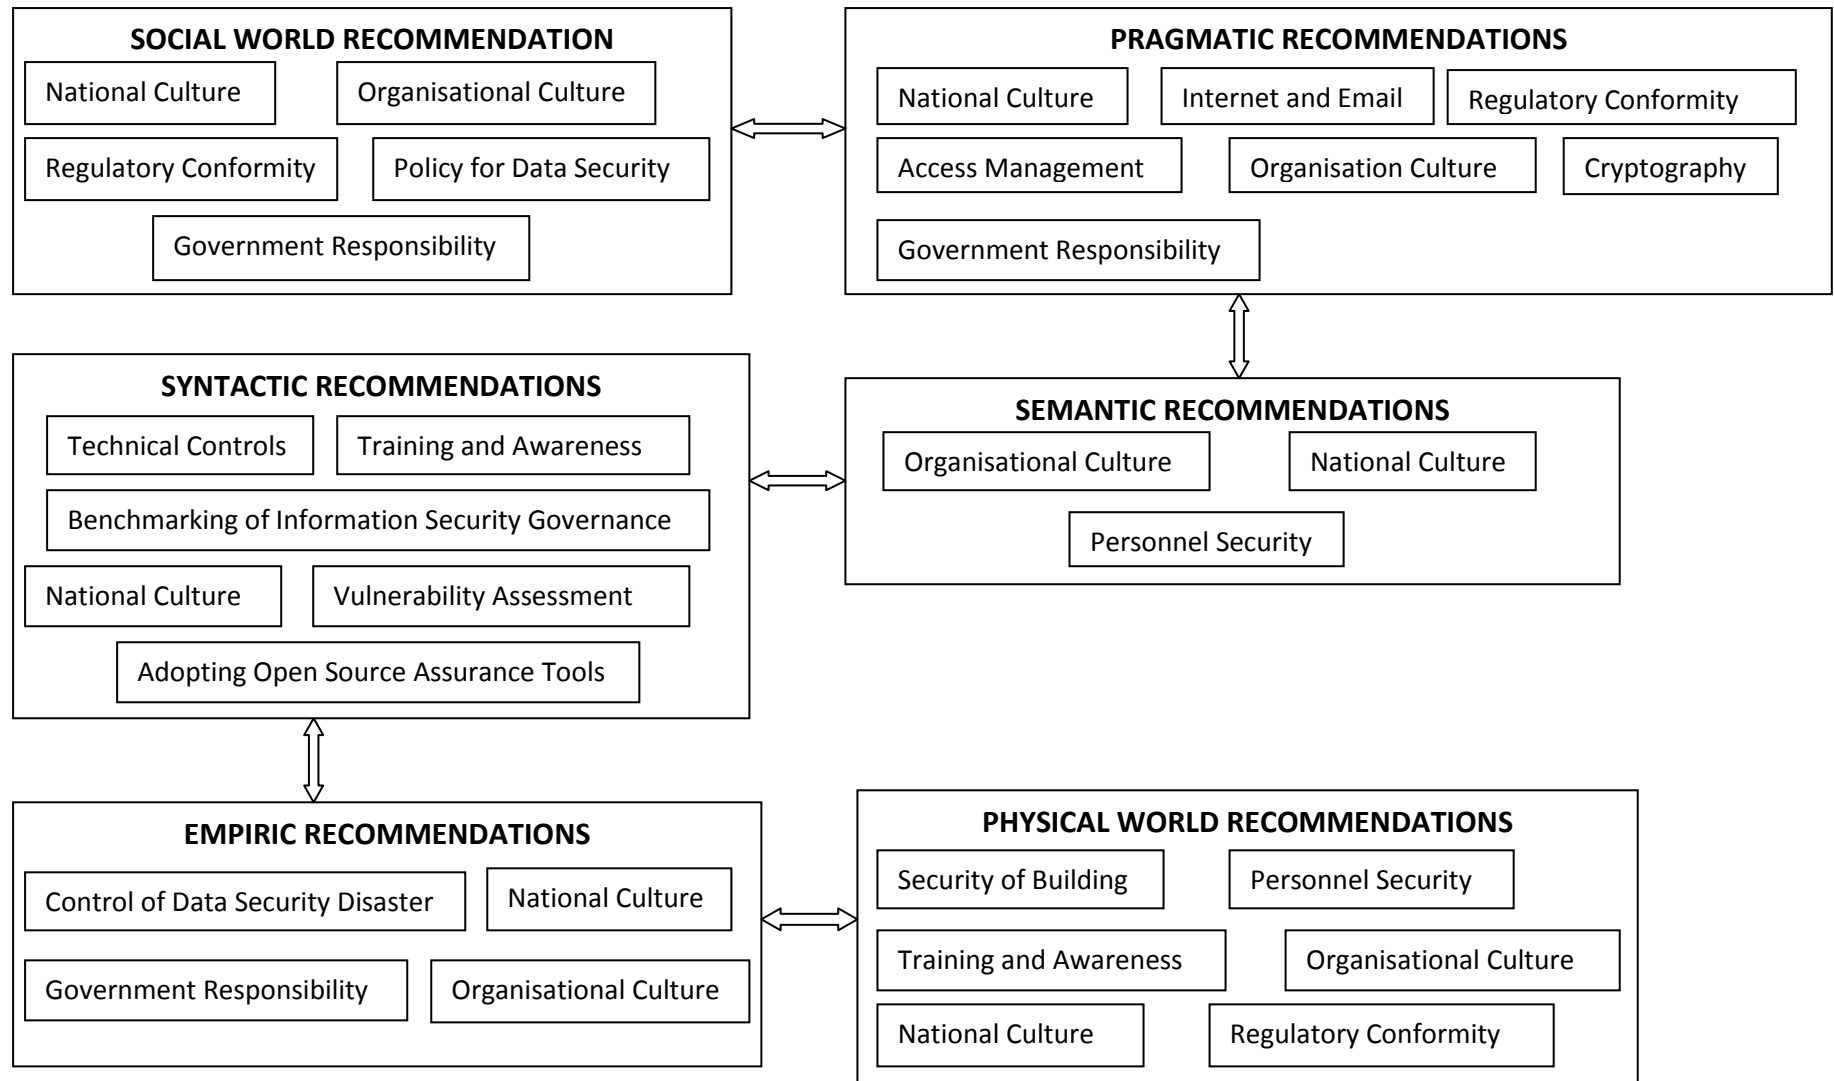 SOCIAL WORLD RECOMMENDATION
National Culture
Organisational Culture
Regulatory Conformity
Policy for Data Security
Government Responsibility
PRAGMATIC RECOMMENDATIONS
National Culture
Internet and Email
Regulatory Conformity
Access Management
Organisation Culture
Cryptography
Government Responsibility
SYNTACTIC RECOMMENDATIONS
Technical Controls
Training and Awareness
Benchmarking of Information Security Governance
National Culture
Vulnerability Assessment
Adopting Open Source Assurance Tools
SEMANTIC RECOMMENDATIONS
Organisational Culture
National Culture
Personnel Security
EMPIRIC RECOMMENDATIONS
Control of Data Security Disaster
National Culture
Government Responsibility
Organisational Culture
PHYSICAL WORLD RECOMMENDATIONS
Security of Building
Personnel Security
Training and Awareness
Organisational Culture
National Culture
Regulatory Conformity